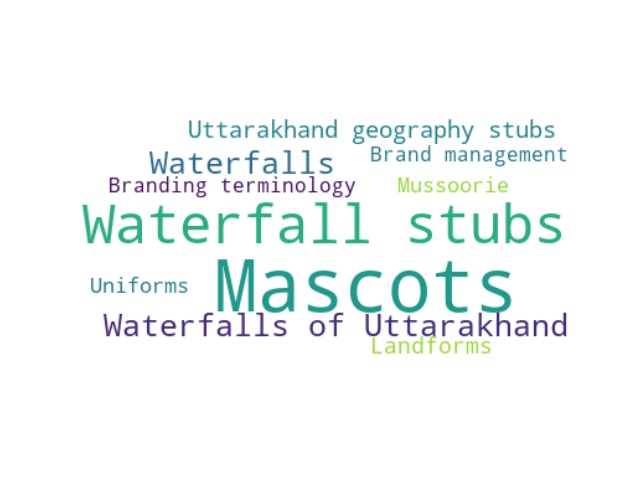 Uttarakhand geography stubs
Waterfalls
Brand management
Branding terminology
Mussoorie
Waterfall stubs
Mascots
Uniforms
Waterfalls of Uttarakhand
Landforms